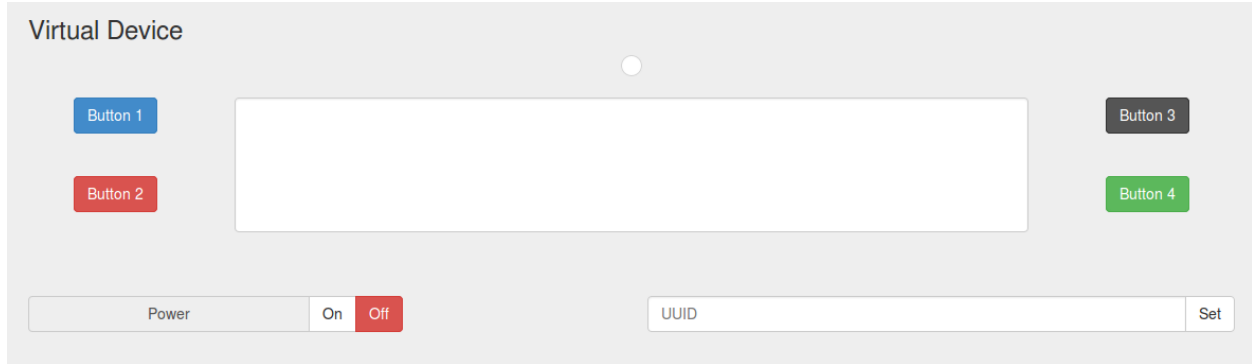 Virtual Device
Button 1
Button 3
Button 2
Button 4
Power On Off
UUID Set